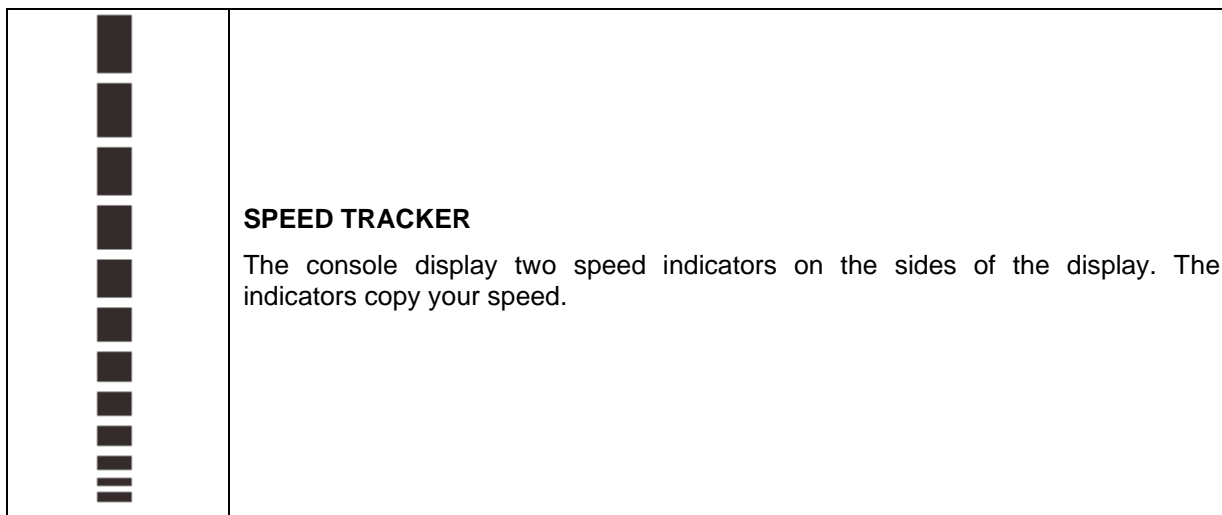 SPEED TRACKER
The console display two speed indicators on the sides of the display. The
indicators copy your speed.